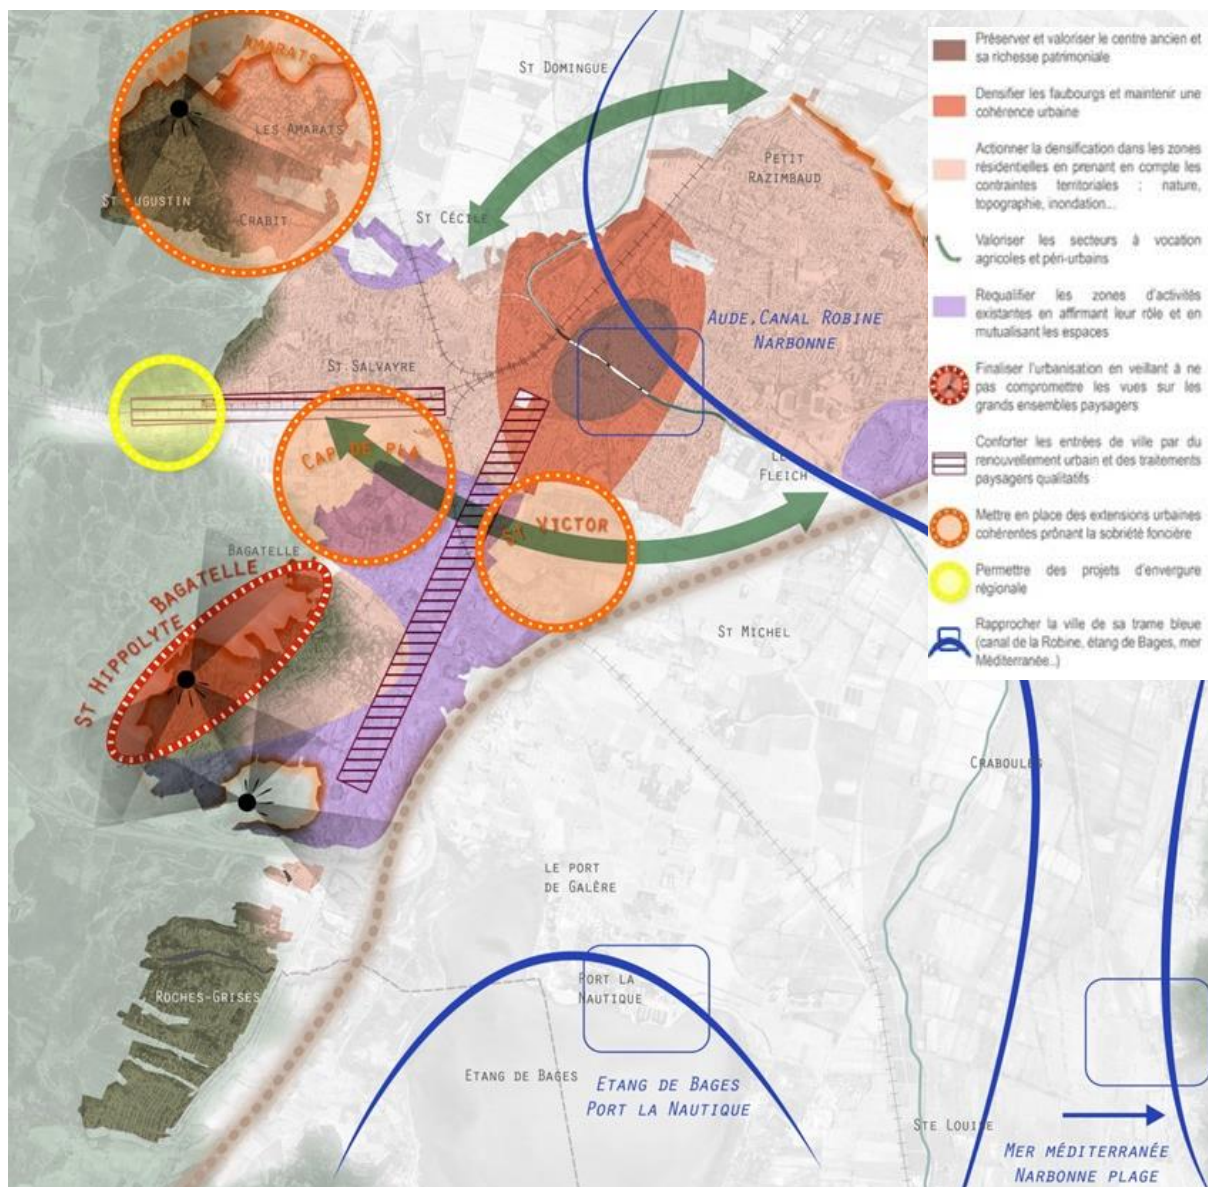 CRABIT - AMARATS
LES AMARATS
ST AUGUSTIN
CRABIT
ST DOMINGUE
ST CÉCILE
PETIT
RAZIMBAUD
AUDE, CANAL ROBINE
NARBONNE
ST SALVAYRE
CAP DE PLA
LE
FLEICH
ST VICTOR
BAGATELLE
ST HIPPOLYTE BAGATELLE
ST MICHEL
CRABOULES
LE PORT
DE GALÈRE
PORT LA
NAUTIQUE
ROCHES-GRISES
ETANG DE BAGES
ETANG DE BAGES
PORT LA NAUTIQUE
STE LOUISE
MER MÉDITERRANÉE
NARBONNE PLAGE
Préserver et valoriser le centre ancien et
sa richesse patrimoniale
Densifier les faubourgs et maintenir une
cohérence urbaine
Actionner la densification dans les zones
résidentielles en prenant en compte les
contraintes territoriales : nature,
topographie, inondation...
Valoriser les secteurs à vocation
agricoles et péri-urbains
Requalifier les zones d'activités
existantes en affirmant leur rôle et en
mutualisant les espaces
Finaliser l'urbanisation en veillant à ne
pas compromettre les vues sur les
grands ensembles paysagers
Conforter les entrées de ville par du
renouvellement urbain et des traitements
paysagers qualitatifs
Mettre en place des extensions urbaines
cohérentes prônant la sobriété foncière
Permettre des projets d'envergure
régionale
Rapprocher la ville de sa trame bleue
(canal de la Robine, étang de Bages, mer
Méditerranée..)